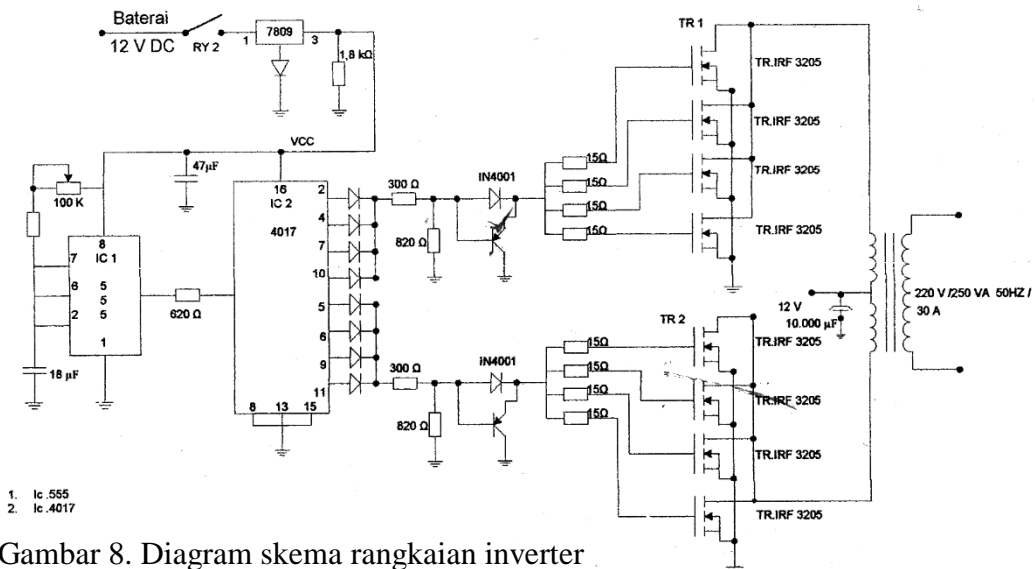 Baterai
12 V DC
RY 2
1
7809
3
1,8 kΩ
TR 1
TR.IRF 3205
TR.IRF 3205
TR.IRF 3205
TR.IRF 3205
VCC
47µF
100 K
16
IC 2
4017
2
4
7
10
5
6
9
11
8 13 15
300 Ω
820 Ω
IN4001
15Ω
15Ω
15Ω
15Ω
7
8
IC 1
6
5
5
5
2
1
620 Ω
18 µF
300 Ω
820 Ω
IN4001
15Ω
15Ω
15Ω
15Ω
TR 2
12 V
10.000 µF
220 V /250 VA 50HZ /
30 A
TR.IRF 3205
TR.IRF 3205
TR.IRF 3205
TR.IRF 3205
1. Ic .555
2. Ic .4017
Gambar 8. Diagram skema rangkaian inverter